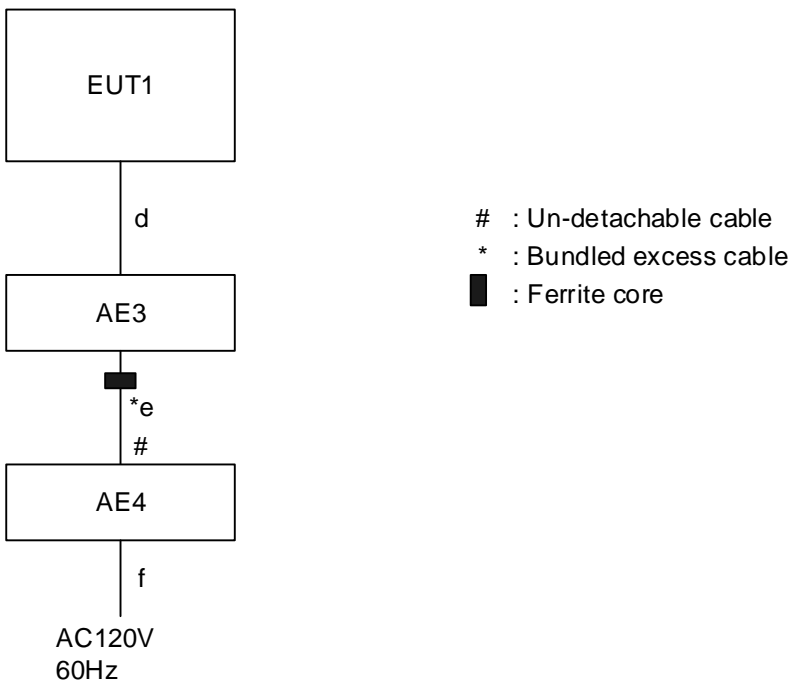 EUT1
d
AE3
*e
#
AE4
f
AC120V
60Hz
# : Un-detachable cable
* : Bundled excess cable
: Ferrite core